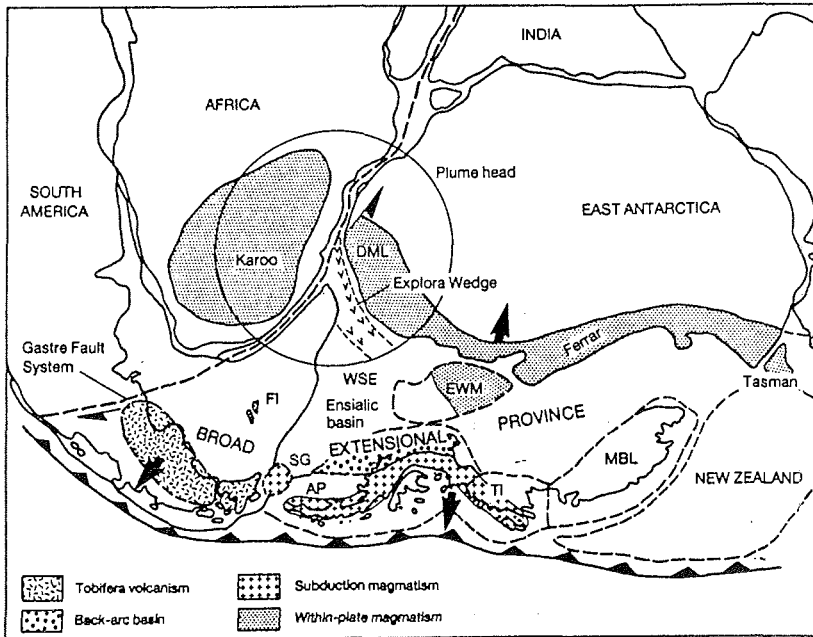 INDIA
AFRICA
Plume head
SOUTH
AMERICA
EAST ANTARCTICA
Karoo
DML
Explora Wedge
Gastre Fault
System
Ferrar
Tasman
WSE
EWM
Ensialic
basin
FI
BROAD
EXTENSIONAL
PROVINCE
SG
AP
TI
MBL
NEW ZEALAND
Tobifera volcanism
Subduction magmatism
Back-arc basin
Within-plate magmatism